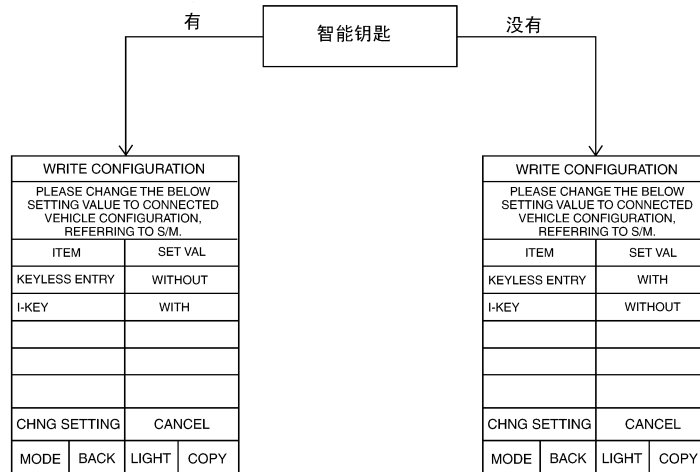 有
智能钥匙
没有
WRITE CONFIGURATION
PLEASE CHANGE THE BELOW
SETTING VALUE TO CONNECTED
VEHICLE CONFIGURATION,
REFERRING TO S/M.
ITEM SET VAL
KEYLESS ENTRY WITHOUT
I-KEY WITH
CHNG SETTING CANCEL
MODE BACK LIGHT COPY
WRITE CONFIGURATION
PLEASE CHANGE THE BELOW
SETTING VALUE TO CONNECTED
VEHICLE CONFIGURATION,
REFERRING TO S/M.
ITEM SET VAL
KEYLESS ENTRY WITH
I-KEY WITHOUT
CHNG SETTING CANCEL
MODE BACK LIGHT COPY